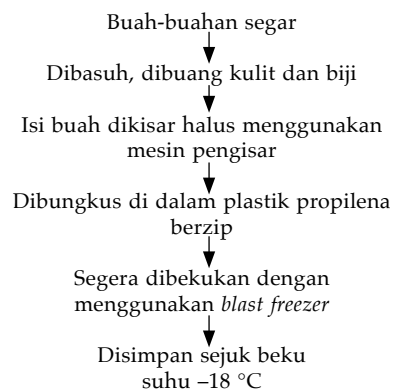 Buah-buahan segar
Dibasuh, dibuang kulit dan biji
Isi buah dikisar halus menggunakan
mesin pengisar
Dibungkus di dalam plastik propilena
berzip
Segera dibekukan dengan
menggunakan blast freezer
Disimpan sejuk beku
suhu –18 °C